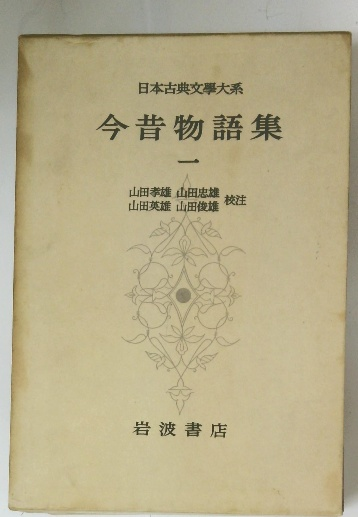 日本古典文學大系
今昔物語集
一
山田孝雄 山田忠雄
山田英雄 山田俊雄 校注
岩波書店